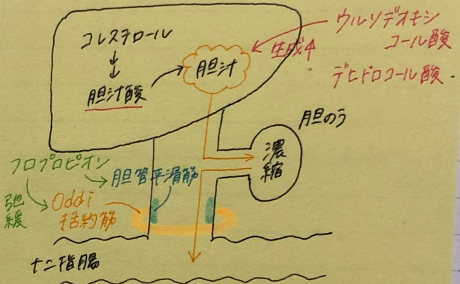 コレステロール
胆汁酸
胆汁
生成↑
ウルソデオキシ
コール酸
デヒドロコール酸
胆のう
濃縮
フロプロピオン
胆管平滑筋
弛緩
Oddi
括約筋
十二指腸